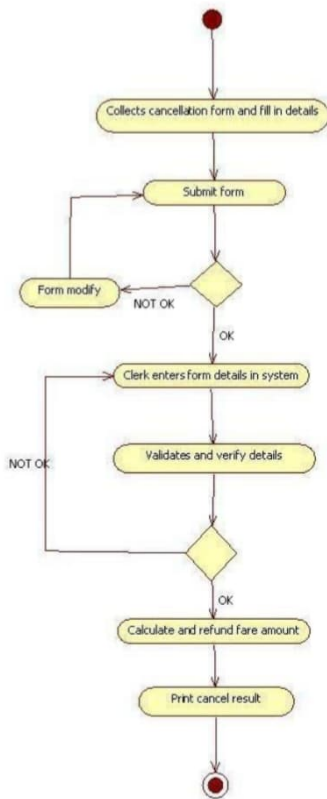 Collects cancellation form and fill in details
Submit form
Form modify
NOT OK
OK
Clerk enters form details in system
NOT OK
Validates and verify details
OK
Calculate and refund fare amount
Print cancel result